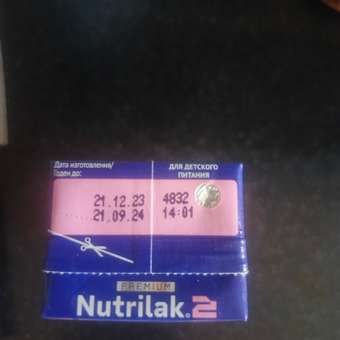 Дата изготовления/
Годен до:
ДЛЯ ДЕТСКОГО
ПИТАНИЯ
21.12.23 4832
21.09.24 14:01
PREMIUM
Nutrilak 2